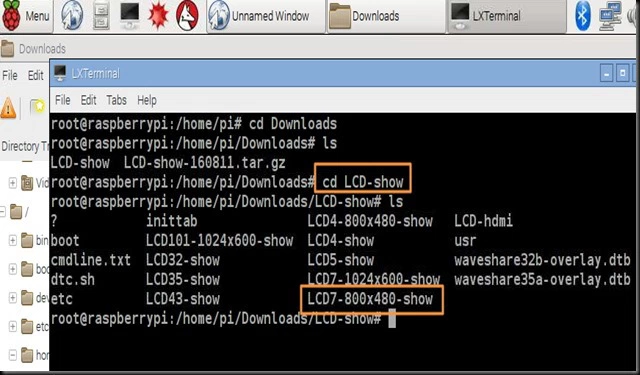 Menu Unnamed Window Downloads LXTerminal
Downloads
LXTerminal
File Edit
File Edit Tabs Help
root@raspberrypi:/home/pi# cd Downloads
root@raspberrypi:/home/pi/Downloads# ls
LCD-show LCD-show-160811.tar.gz
root@raspberrypi:/home/pi/Downloads# cd LCD-show
root@raspberrypi:/home/pi/Downloads/LCD-show# ls
? inittab LCD4-800x480-show LCD-hdmi
boot LCD101-1024x600-show LCD4-show usr
cmdline.txt LCD32-show LCD5-show waveshare32b-overlay.dtb
dtc.sh LCD35-show LCD7-1024x600-show waveshare35a-overlay.dtb
etc LCD43-show LCD7-800x480-show
root@raspberrypi:/home/pi/Downloads/LCD-show#
Directory Tr
Vid
/
bin
boo
dev
etc
hom